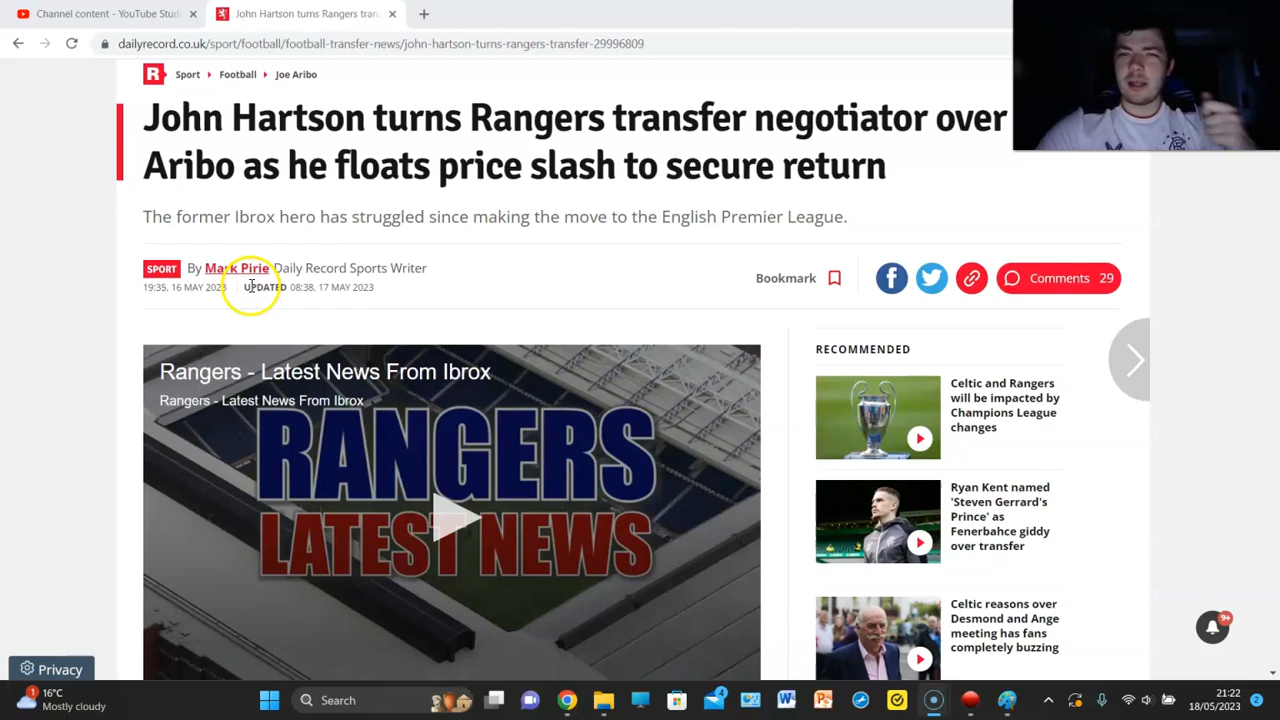 Channel content - YouTube Stud
John Hartson turns Rangers tran
dailyrecord.co.uk/sport/football/football-transfer-news/john-hartson-turns-rangers-transfer-29996809
R Sport Football Joe Aribo
John Hartson turns Rangers transfer negotiator over
Aribo as he floats price slash to secure return
The former Ibrox hero has struggled since making the move to the English Premier League.
SPORT By Mark Pirie Daily Record Sports Writer
19:35, 16 MAY 2023 UPDATED 08:38, 17 MAY 2023
Bookmark
Comments 29
Rangers - Latest News From Ibrox
Rangers - Latest News From Ibrox
RANGERS
LATEST NEWS
RECOMMENDED
Celtic and Rangers
will be impacted by
Champions League
changes
Ryan Kent named
'Steven Gerrard's
Prince' as
Fenerbahce giddy
over transfer
Celtic reasons over
Desmond and Ange
meeting has fans
completely buzzing
9+
Privacy
1
16°C
Mostly cloudy
Search
4
21:22
18/05/2023
2